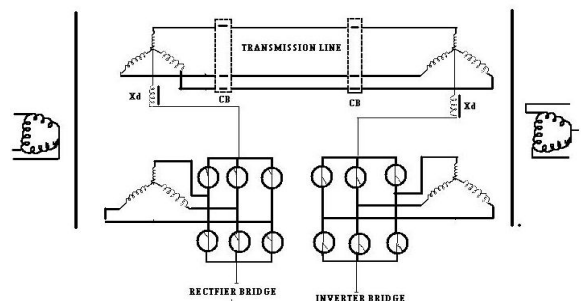 TRANSMISSION LINE
Xd
CB
CB
Xd
RECTFIER BRIDGE
INVERTER BRIDGE